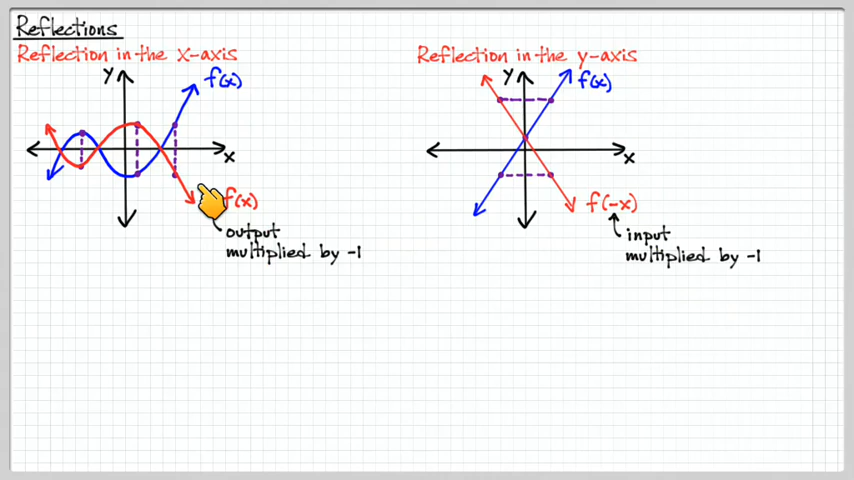 Reflections
Reflection in the x-axis
y
f(x)
x
f(x)
output
multiplied by -1
Reflection in the y-axis
y
f(x)
x
f(-x)
input
multiplied by -1